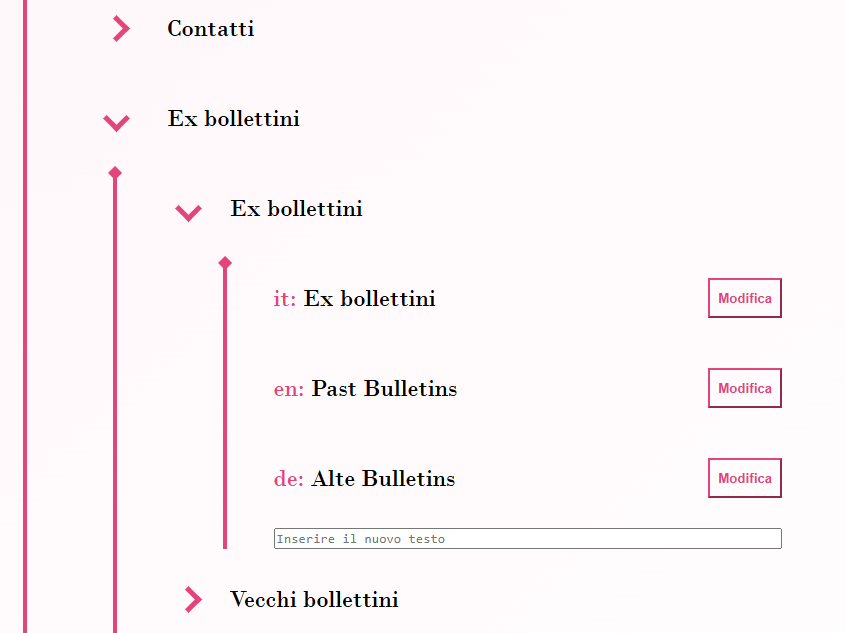 Contatti
Ex bollettini
Ex bollettini
it: Ex bollettini Modifica
en: Past Bulletins Modifica
de: Alte Bulletins Modifica
Inserire il nuovo testo
Vecchi bollettini